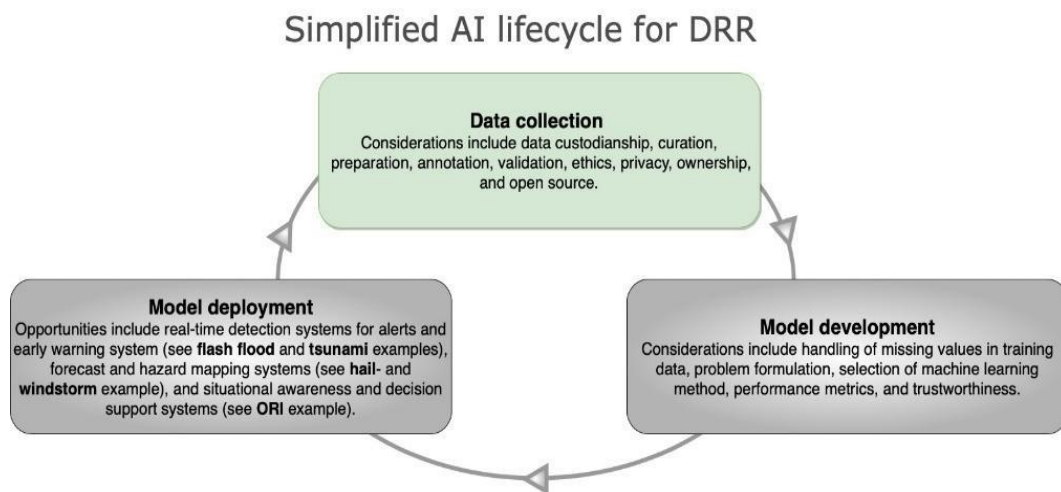 Simplified AI lifecycle for DRR
Data collection
Considerations include data custodianship, curation,
preparation, annotation, validation, ethics, privacy, ownership,
and open source.
Model deployment
Opportunities include real-time detection systems for alerts and
early warning system (see flash flood and tsunami examples),
forecast and hazard mapping systems (see hail- and
windstorm example), and situational awareness and decision
support systems (see ORI example).
Model development
Considerations include handling of missing values in training
data, problem formulation, selection of machine learning
method, performance metrics, and trustworthiness.